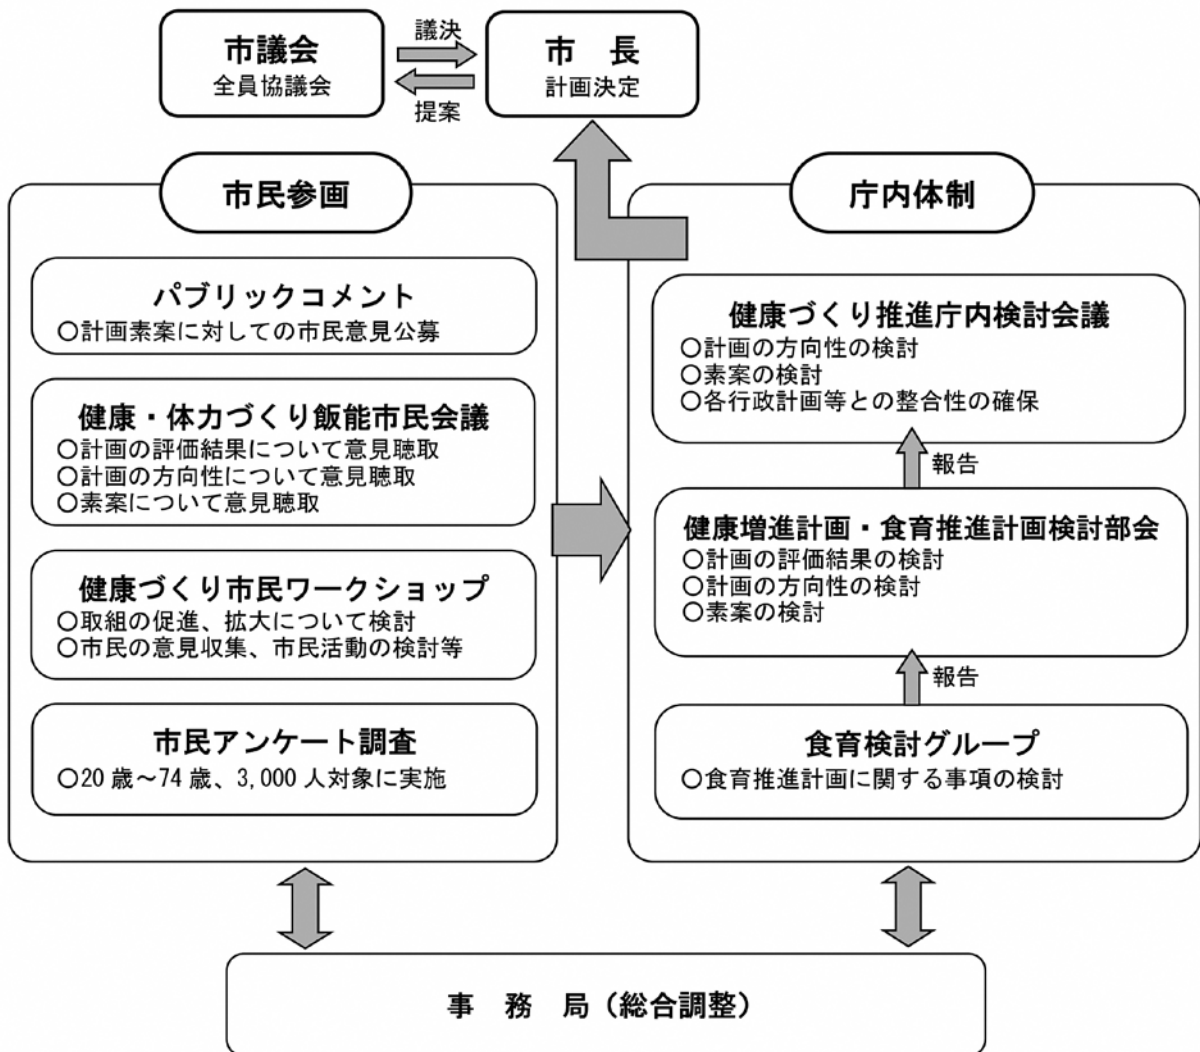 市議会
全員協議会
議決
提案
市　長
計画決定
市民参画
パブリックコメント
○計画素案に対しての市民意見公募
健康・体力づくり飯能市民会議
○計画の評価結果について意見聴取
○計画の方向性について意見聴取
○素案について意見聴取
健康づくり市民ワークショップ
○取組の促進、拡大について検討
○市民の意見収集、市民活動の検討等
市民アンケート調査
○20歳～74歳、3,000人対象に実施
庁内体制
健康づくり推進庁内検討会議
○計画の方向性の検討
○素案の検討
○各行政計画等との整合性の確保
報告
健康増進計画・食育推進計画検討部会
○計画の評価結果の検討
○計画の方向性の検討
○素案の検討
報告
食育検討グループ
○食育推進計画に関する事項の検討
事　務　局（総合調整）